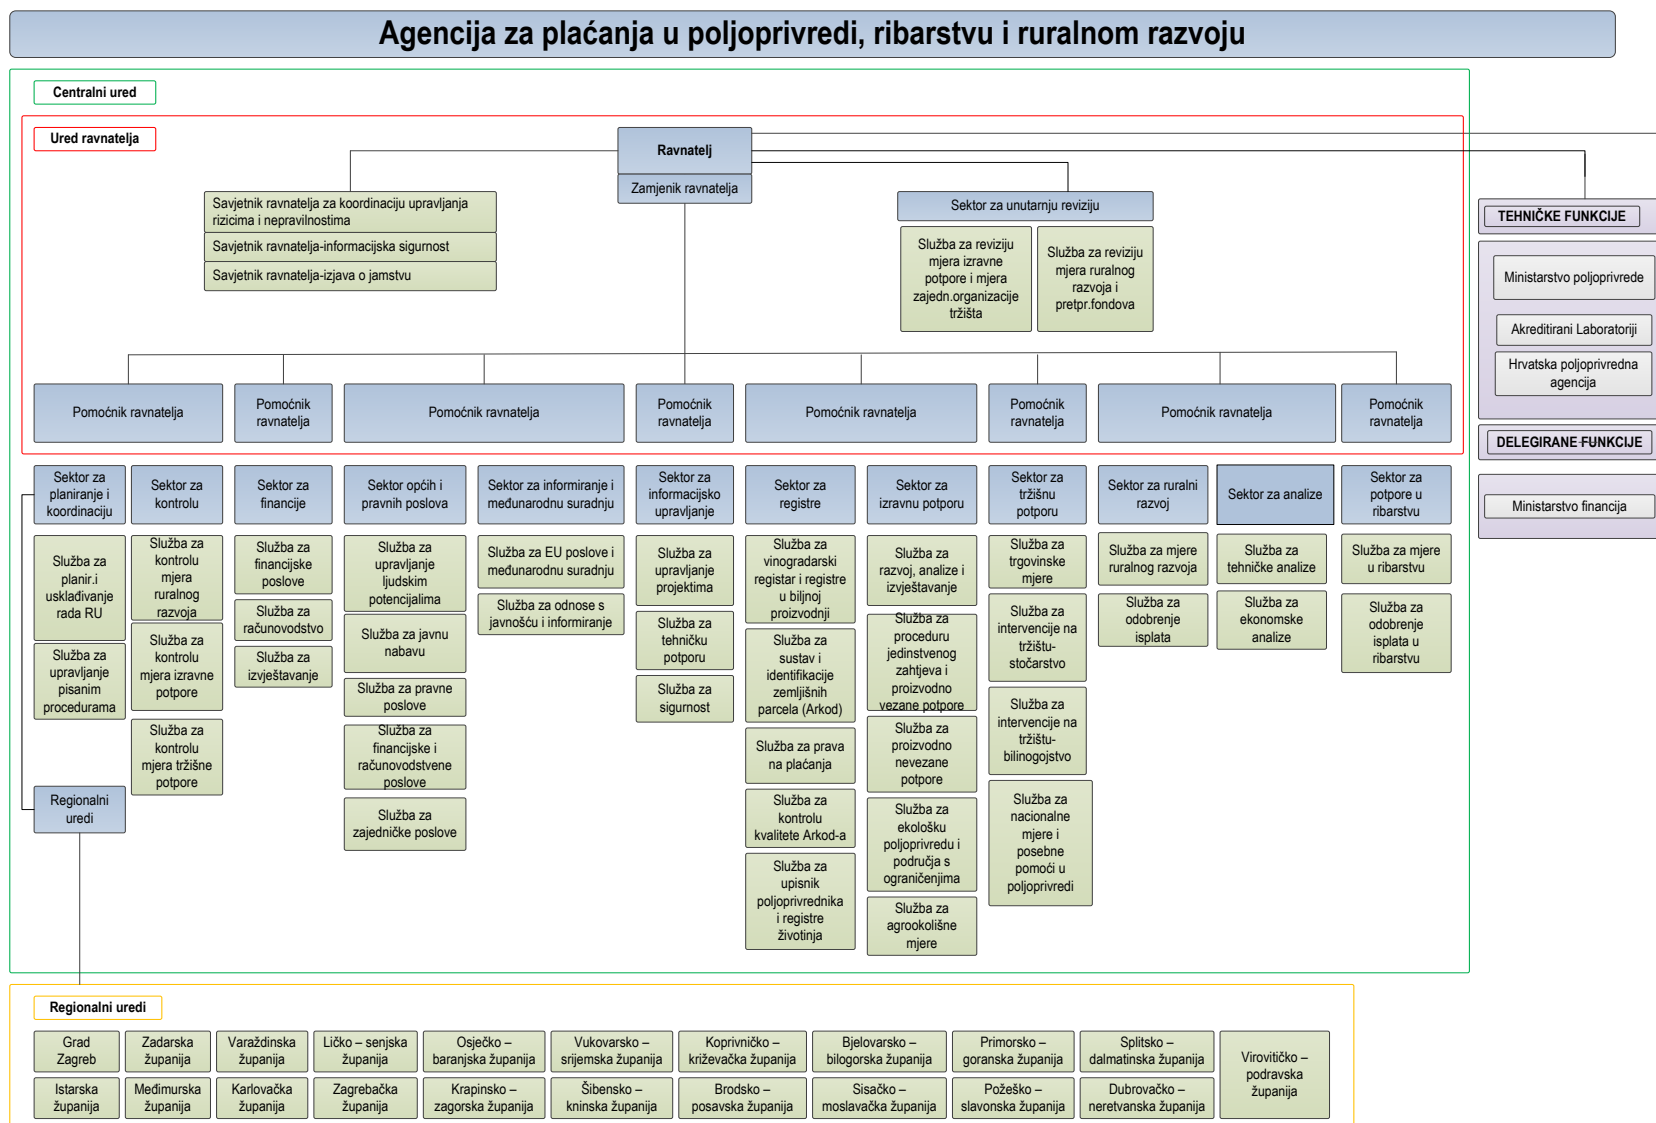 Agencija za plaćanja u poljoprivredi, ribarstvu i ruralnom razvoju
Centralni ured
Ured ravnatelja
Ravnatelj
Zamjenik ravnatelja
Savjetnik ravnatelja za koordinaciju upravljanja
rizicima i nepravilnostima
Savjetnik ravnatelja-informacijska sigurnost
Savjetnik ravnatelja-izjava o jamstvu
Sektor za unutarnju reviziju
Služba za reviziju
mjera izravne
potpore i mjera
zajedn.organizacije
tržišta
Služba za reviziju
mjera ruralnog
razvoja i
pretpr.fondova
TEHNIČKE FUNKCIJE
Ministarstvo poljoprivrede
Akreditirani Laboratoriji
Hrvatska poljoprivredna
agencija
DELEGIRANE FUNKCIJE
Ministarstvo financija
Pomoćnik ravnatelja
Pomoćnik
ravnatelja
Pomoćnik ravnatelja
Pomoćnik
ravnatelja
Pomoćnik ravnatelja
Pomoćnik
ravnatelja
Pomoćnik ravnatelja
Pomoćnik
ravnatelja
Sektor za
planiranje i
koordinaciju
Služba za
planir.i
usklađivanje
rada RU
Služba za
upravljanje
pisanim
procedurama
Regionalni
uredi
Sektor za
kontrolu
Služba za
kontrolu
mjera
ruralnog
razvoja
Služba za
kontrolu
mjera izravne
potpore
Služba za
kontrolu
mjera tržišne
potpore
Sektor za
financije
Služba za
financijske
poslove
Služba za
računovodstvo
Služba za
izvještavanje
Sektor općih i
pravnih poslova
Služba za
upravljanje
ljudskim
potencijalima
Služba za javnu
nabavu
Služba za pravne
poslove
Služba za
financijske i
računovodstvene
poslove
Služba za
zajedničke poslove
Sektor za informiranje i
međunarodnu suradnju
Služba za EU poslove i
međunarodnu suradnju
Služba za odnose s
javnošću i informiranje
Sektor za
informacijsko
upravljanje
Služba za
upravljanje
projektima
Služba za
tehničku
potporu
Služba za
sigurnost
Sektor za
registre
Služba za
vinogradarski
registar i registre
u biljnoj
proizvodnji
Služba za
sustav i
identifikacije
zemljišnih
parcela (Arkod)
Služba za prava
na plaćanja
Služba za
kontrolu
kvalitete Arkod-a
Služba za
upisnik
poljoprivrednika
i registre
životinja
Sektor za
izravnu potporu
Služba za
razvoj, analize i
izvještavanje
Služba za
proceduru
jedinstvenog
zahtjeva i
proizvodno
vezane potpore
Služba za
proizvodno
nevezane
potpore
Služba za
ekološku
poljoprivredu i
područja s
ograničenjima
Služba za
agrookolišne
mjere
Sektor za
tržišnu
potporu
Služba za
trgovinske
mjere
Služba za
intervencije na
tržištu-
stočarstvo
Služba za
intervencije na
tržištu-
bilinogojstvo
Služba za
nacionalne
mjere i
posebne
pomoći u
poljoprivredi
Sektor za ruralni
razvoj
Služba za mjere
ruralnog razvoja
Služba za
odobrenje
isplata
Sektor za analize
Služba za
tehničke analize
Služba za
ekonomske
analize
Sektor za
potpore u
ribarstvu
Služba za mjere
u ribarstvu
Služba za
odobrenje
isplata u
ribarstvu
Regionalni uredi
Grad
Zagreb
Zadarska
županija
Varaždinska
županija
Ličko – senjska
županija
Osječko –
baranjska županija
Vukovarsko –
srijemska županija
Koprivničko –
križevačka županija
Bjelovarsko –
bilogorska županija
Primorsko –
goranska županija
Splitsko –
dalmatinska županija
Virovitičko –
podravska
županija
Istarska
županija
Međimurska
županija
Karlovačka
županija
Zagrebačka
županija
Krapinsko –
zagorska županija
Šibensko –
kninska županija
Brodsko –
posavska županija
Sisačko –
moslavačka županija
Požeško –
slavonska županija
Dubrovačko –
neretvanska županija